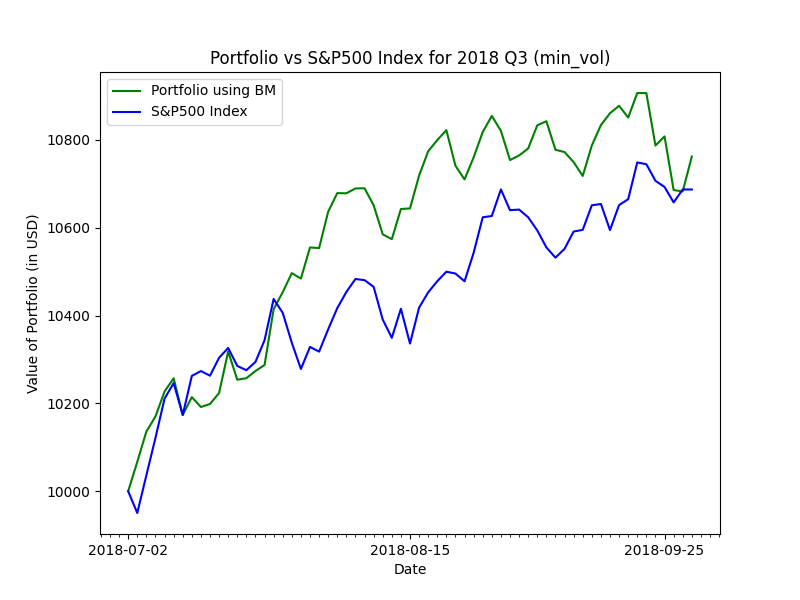 Portfolio vs S&P500 Index for 2018 Q3 (min_vol)
Portfolio using BM
S&P500 Index
Value of Portfolio (in USD)
10800
10600
10400
10200
10000
2018-07-02
2018-08-15
2018-09-25
Date